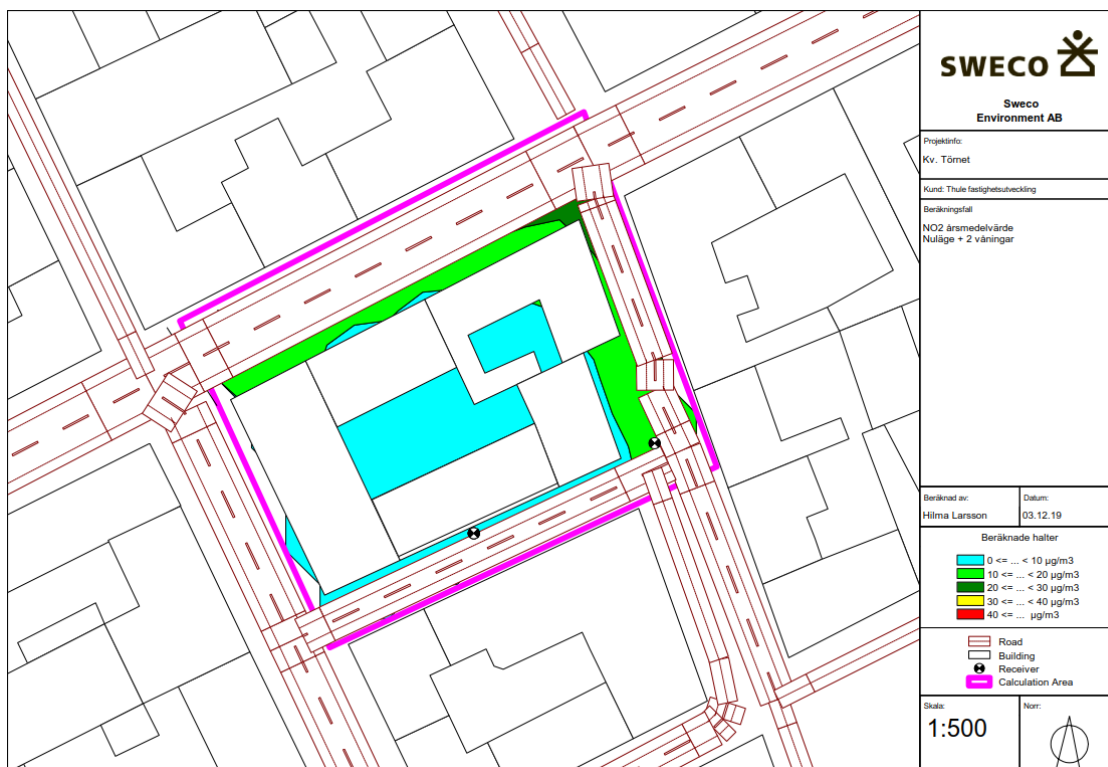 SWECO
Sweco
Environment AB
Projektinfo:
Kv. Törnet
Kund: Thule fastighetsutveckling
Beräkningsfall
NO2 årsmedelvärde
Nuläge + 2 våningar
Beräknad av:
Hilma Larsson
Datum:
03.12.19
Beräknade halter
0 <= ... < 10 µg/m3
10 <= ... < 20 µg/m3
20 <= ... < 30 µg/m3
30 <= ... < 40 µg/m3
40 <= ... µg/m3
Road
Building
Receiver
Calculation Area
Skala:
1:500
Norr: